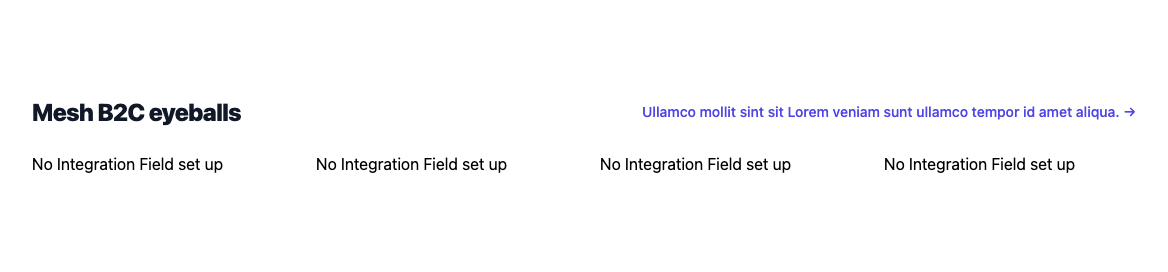 Mesh B2C eyeballs
Ullamco mollit sint sit Lorem veniam sunt ullamco tempor id amet aliqua. →
No Integration Field set up
No Integration Field set up
No Integration Field set up
No Integration Field set up